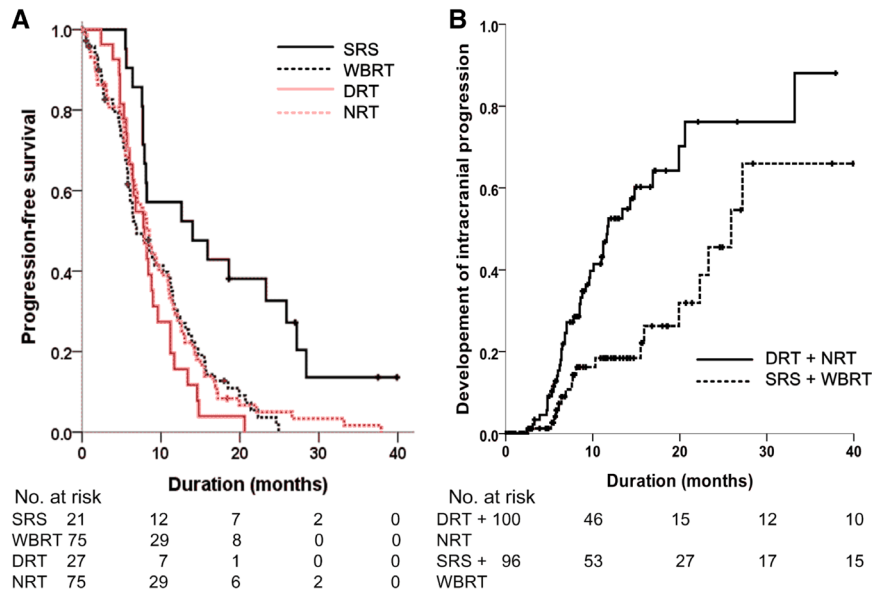 A
Progression-free survival
1.0
0.8
0.6
0.4
0.2
0.0
SRS
WBRT
DRT
NRT
0 10 20 30 40
Duration (months)
No. at risk
SRS 21 12 7 2 0
WBRT 75 29 8 0 0
DRT 27 7 1 0 0
NRT 75 29 6 2 0
B
Developement of intracranial progression
1.0
0.8
0.6
0.4
0.2
0.0
DRT + NRT
SRS + WBRT
0 10 20 30 40
Duration (months)
No. at risk
DRT + 100 46 15 12 10
NRT
SRS + 96 53 27 17 15
WBRT